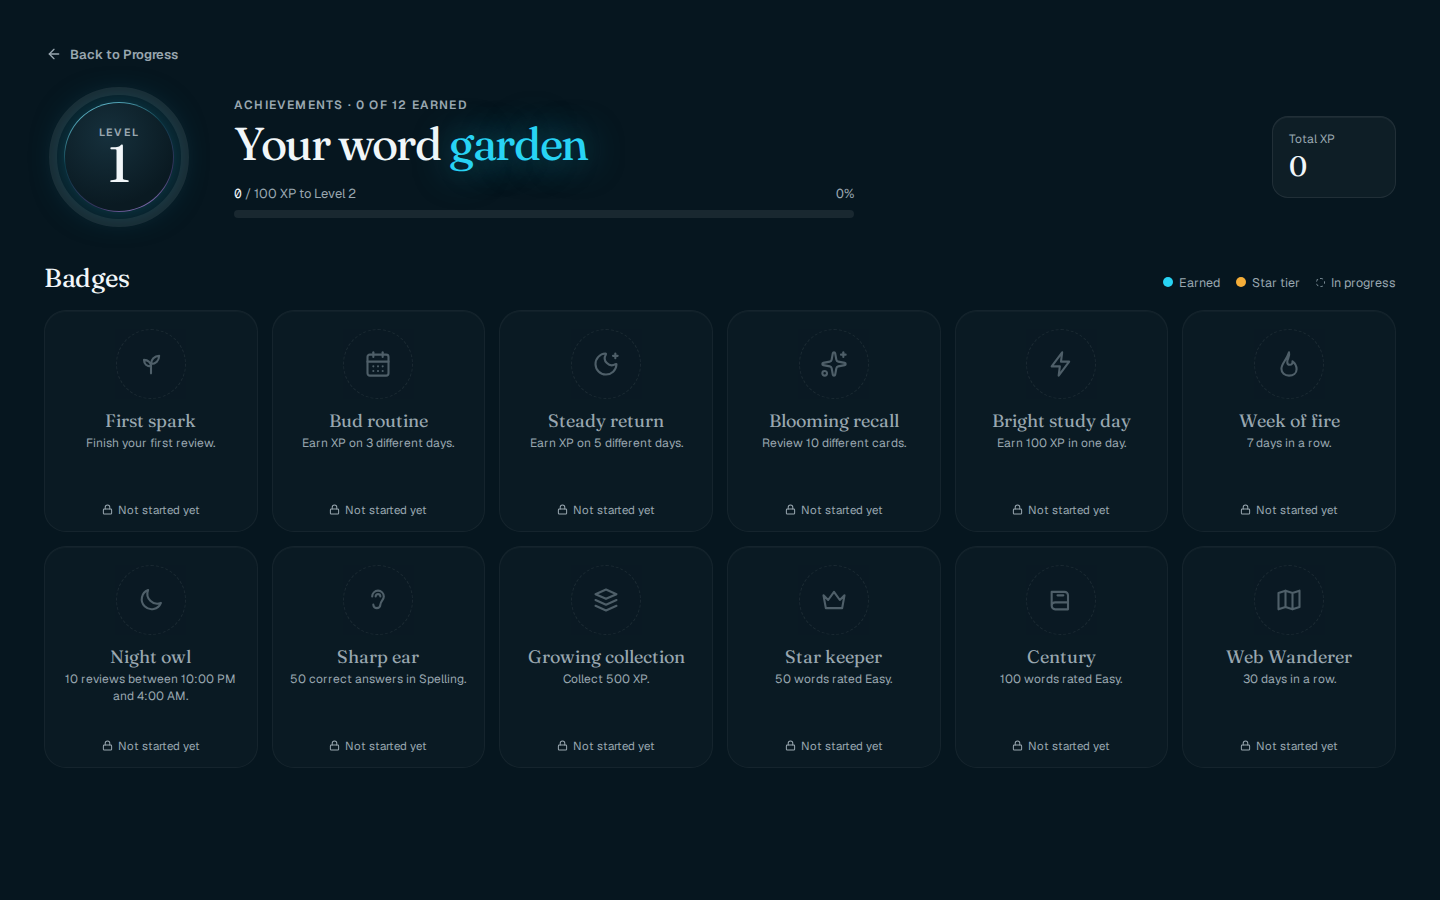 Back to Progress
LEVEL
1
ACHIEVEMENTS · 0 OF 12 EARNED
Your word garden
0 / 100 XP to Level 2
0%
Total XP
0
Badges
Earned
Star tier
In progress
First spark
Finish your first review.
Not started yet
Bud routine
Earn XP on 3 different days.
Not started yet
Steady return
Earn XP on 5 different days.
Not started yet
Blooming recall
Review 10 different cards.
Not started yet
Bright study day
Earn 100 XP in one day.
Not started yet
Week of fire
7 days in a row.
Not started yet
Night owl
10 reviews between 10:00 PM
and 4:00 AM.
Not started yet
Sharp ear
50 correct answers in Spelling.
Not started yet
Growing collection
Collect 500 XP.
Not started yet
Star keeper
50 words rated Easy.
Not started yet
Century
100 words rated Easy.
Not started yet
Web Wanderer
30 days in a row.
Not started yet